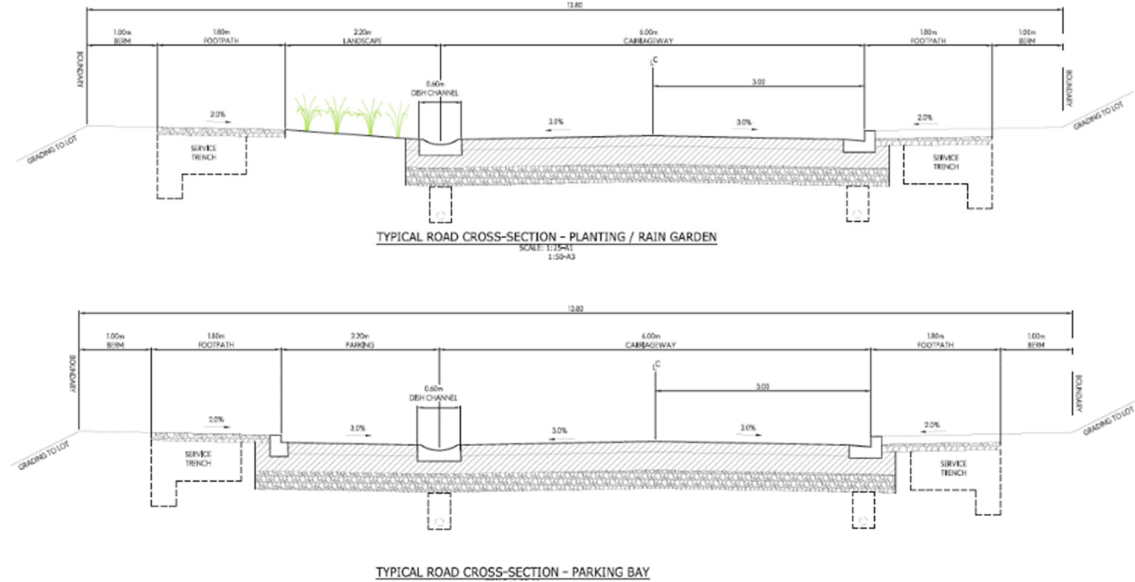 13.80
1.00m 1.80m 2.20m 6.00m 1.80m 1.00m
BERM FOOTPATH LANDSCAPE CARRIAGEWAY FOOTPATH BERM
BOUNDARY
BOUNDARY
0.60m
DISH CHANNEL
C
L
3.00
2.0%
3.0%
3.0%
2.0%
GRADING TO LOT
GRADING TO LOT
SERVICE
TRENCH
SERVICE
TRENCH
TYPICAL ROAD CROSS-SECTION - PLANTING / RAIN GARDEN
SCALE: 1:25-A1
1:50-A3
13.80
1.00m 1.80m 2.20m 6.00m 1.80m 1.00m
BERM FOOTPATH PARKING CARRIAGEWAY FOOTPATH BERM
BOUNDARY
BOUNDARY
0.60m
DISH CHANNEL
C
L
3.00
2.0%
3.0%
3.0%
3.0%
2.0%
GRADING TO LOT
GRADING TO LOT
SERVICE
TRENCH
SERVICE
TRENCH
TYPICAL ROAD CROSS-SECTION - PARKING BAY